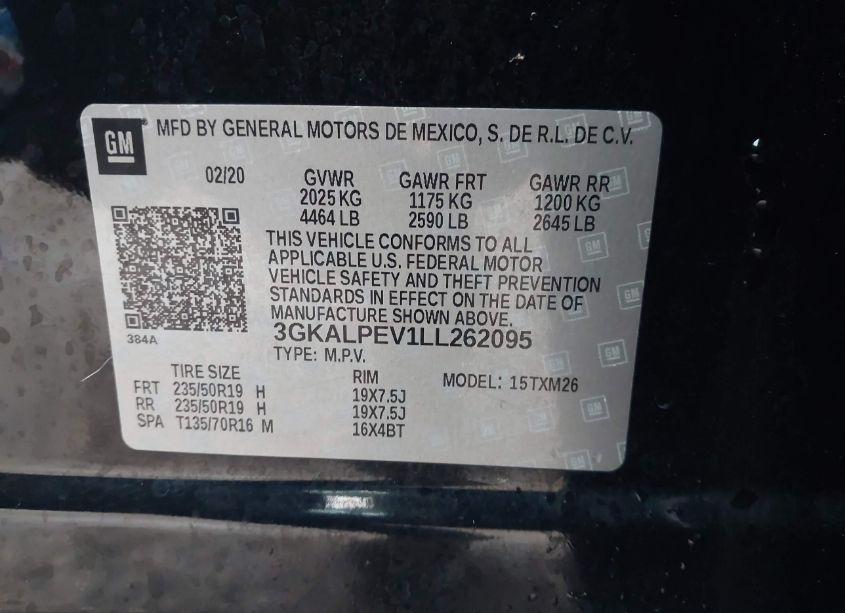 GM MFD BY GENERAL MOTORS DE MEXICO, S. DE R.L. DE C.V.
02/20 GVWR GAWR FRT GAWR RR
2025 KG 1175 KG 1200 KG
4464 LB 2590 LB 2645 LB
THIS VEHICLE CONFORMS TO ALL
APPLICABLE U.S. FEDERAL MOTOR
VEHICLE SAFETY AND THEFT PREVENTION
STANDARDS IN EFFECT ON THE DATE OF
MANUFACTURE SHOWN ABOVE.
384A
3GKALPEV1LL262095
TYPE: M.P.V.
TIRE SIZE RIM MODEL: 15TXM26
FRT 235/50R19 H 19X7.5J
RR 235/50R19 H 19X7.5J
SPA T135/70R16 M 16X4BT